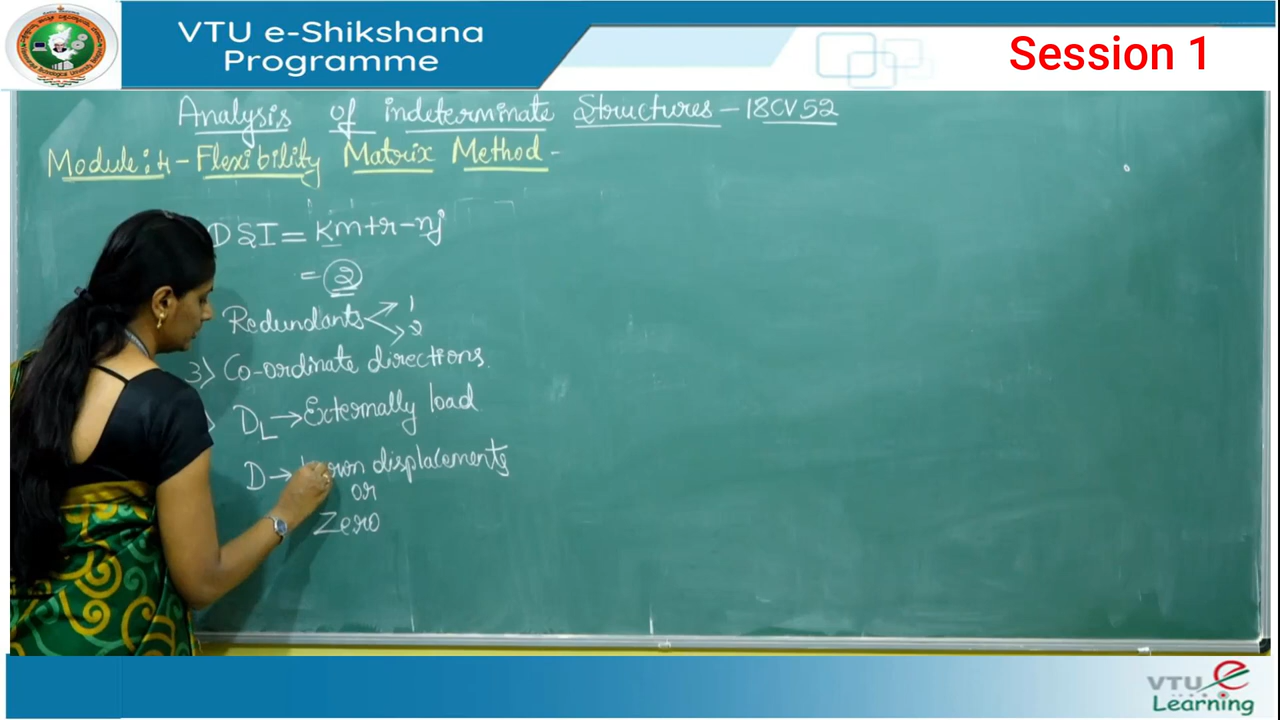 VTU e-Shikshana
Programme
Session 1
Analysis of indeterminate Structures - 18CV52
Module: 4 - Flexibility Matrix Method -
DSI = Km+r-nj
= 2
Redundants 1
2
3) Co-ordinate directions.
) DL → Externally load
D → known displacements
or
Zero
VTU e
Learning